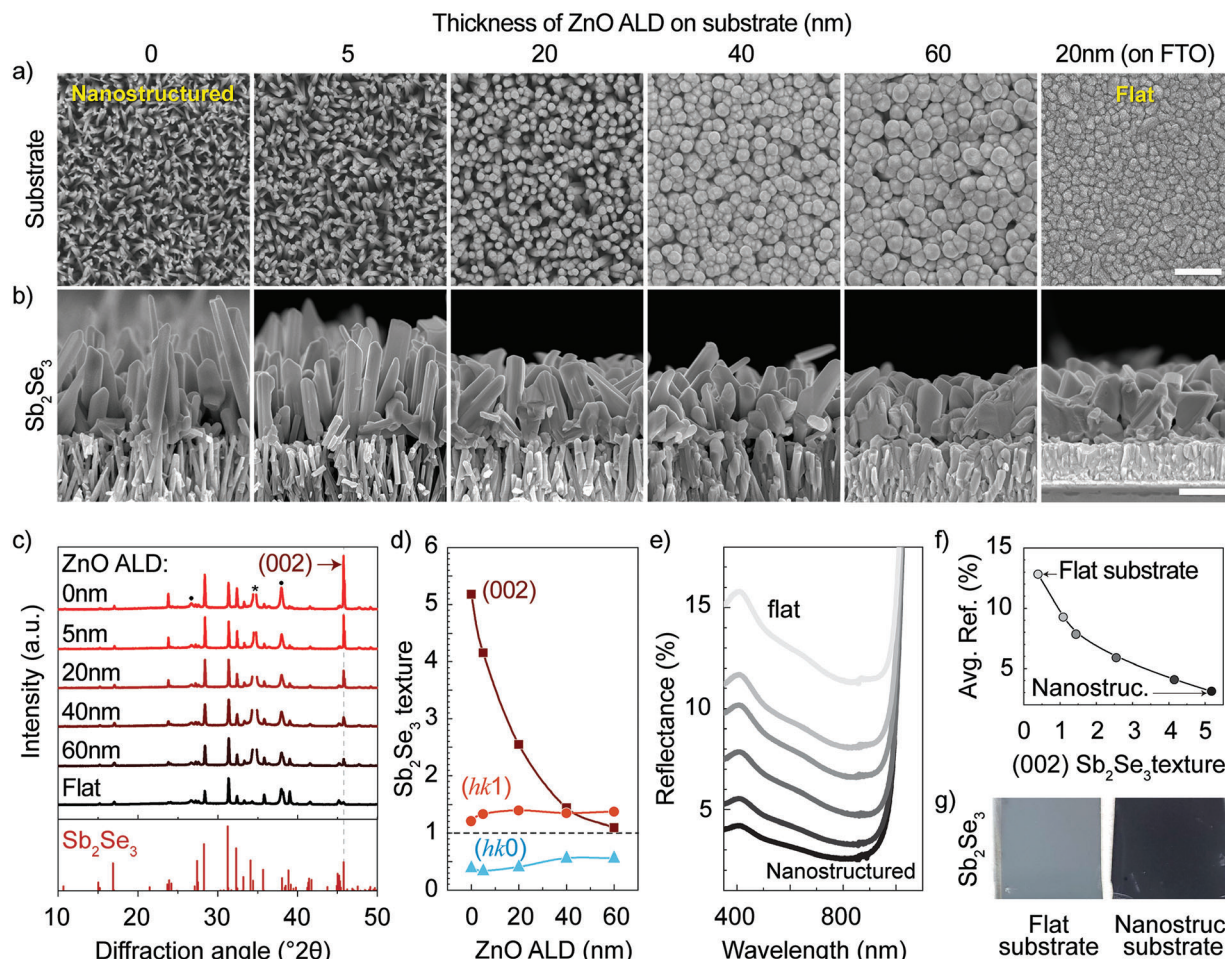 Thickness of ZnO ALD on substrate (nm)
0 5 20 40 60 20nm (on FTO)
a)
Nanostructured
Flat
Substrate
b)
Sb2Se3
c)
ZnO ALD:
(002)
0nm
5nm
20nm
40nm
60nm
Flat
Sb2Se3
Intensity (a.u.)
10 20 30 40 50
Diffraction angle (°2θ)
d)
6
5
4
3
2
1
0
(002)
(hk1)
(hk0)
Sb2Se3 texture
0 20 40 60
ZnO ALD (nm)
e)
15
10
5
flat
Nanostructured
Reflectance (%)
400 800
Wavelength (nm)
f)
15
10
5
Flat substrate
Nanostruc.
Avg. Ref. (%)
0 1 2 3 4 5
(002) Sb2Se3texture
g)
Sb2Se3
Flat
substrate
Nanostruc.
substrate